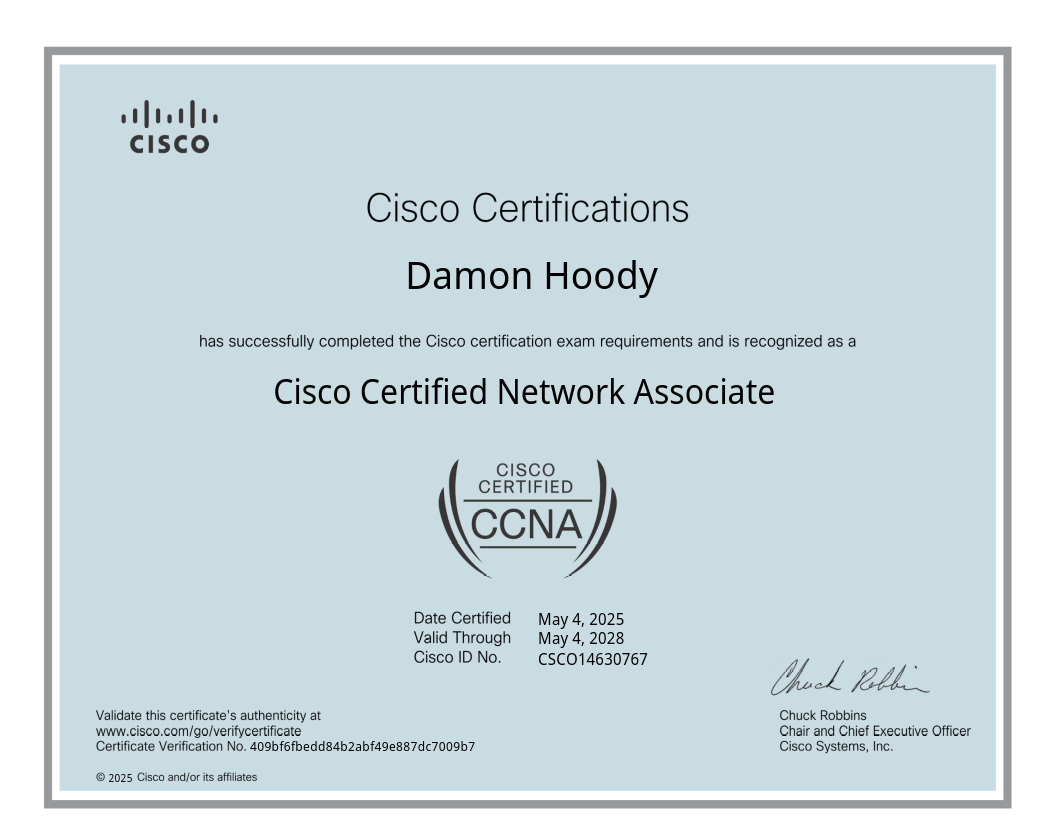 CISCO
Cisco Certifications
Damon Hoody
has successfully completed the Cisco certification exam requirements and is recognized as a
Cisco Certified Network Associate
CISCO
CERTIFIED
CCNA
Date Certified May 4, 2025
Valid Through May 4, 2028
Cisco ID No. CSCO14630767
Chuck Robbins
Validate this certificate's authenticity at
www.cisco.com/go/verifycertificate
Certificate Verification No. 409bf6fbedd84b2abf49e887dc7009b7
Chuck Robbins
Chair and Chief Executive Officer
Cisco Systems, Inc.
© 2025 Cisco and/or its affiliates